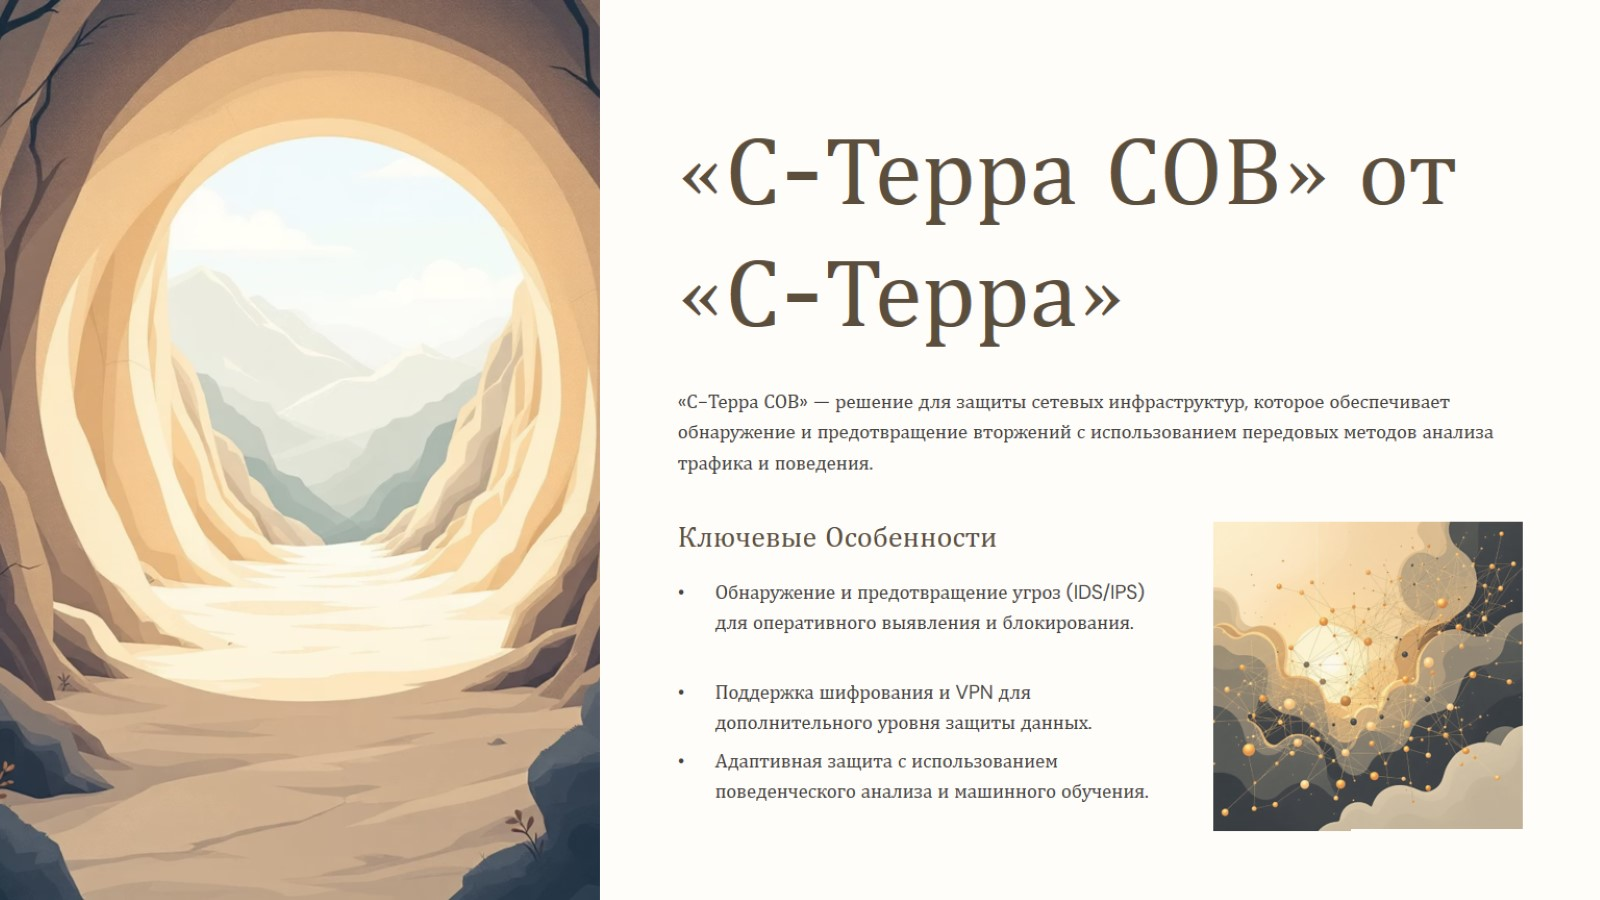 «С-Терра СОВ» от
«С-Терра»
«С-Терра СОВ» — решение для защиты сетевых инфраструктур, которое обеспечивает
обнаружение и предотвращение вторжений с использованием передовых методов анализа
трафика и поведения.
Ключевые Особенности
• Обнаружение и предотвращение угроз (IDS/IPS)
для оперативного выявления и блокирования.
• Поддержка шифрования и VPN для
дополнительного уровня защиты данных.
• Адаптивная защита с использованием
поведенческого анализа и машинного обучения.